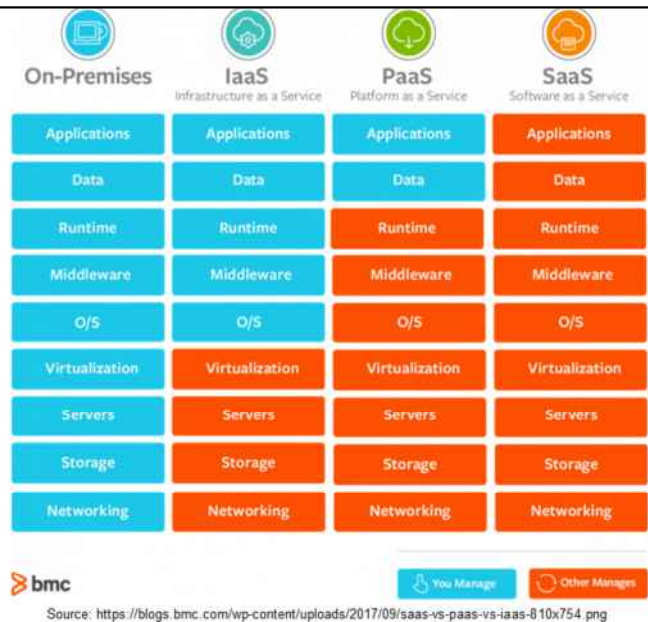 On-Premises IaaS PaaS SaaS
Infrastructure as a Service Platform as a Service Software as a Service
Applications Applications Applications Applications
Data Data Data Data
Runtime Runtime Runtime Runtime
Middleware Middleware Middleware Middleware
O/S O/S O/S O/S
Virtualization Virtualization Virtualization Virtualization
Servers Servers Servers Servers
Storage Storage Storage Storage
Networking Networking Networking Networking
bmc You Manage Other Manages
Source: https://blogs.bmc.com/wp-content/uploads/2017/09/saas-vs-paas-vs-iaas-810x754.png